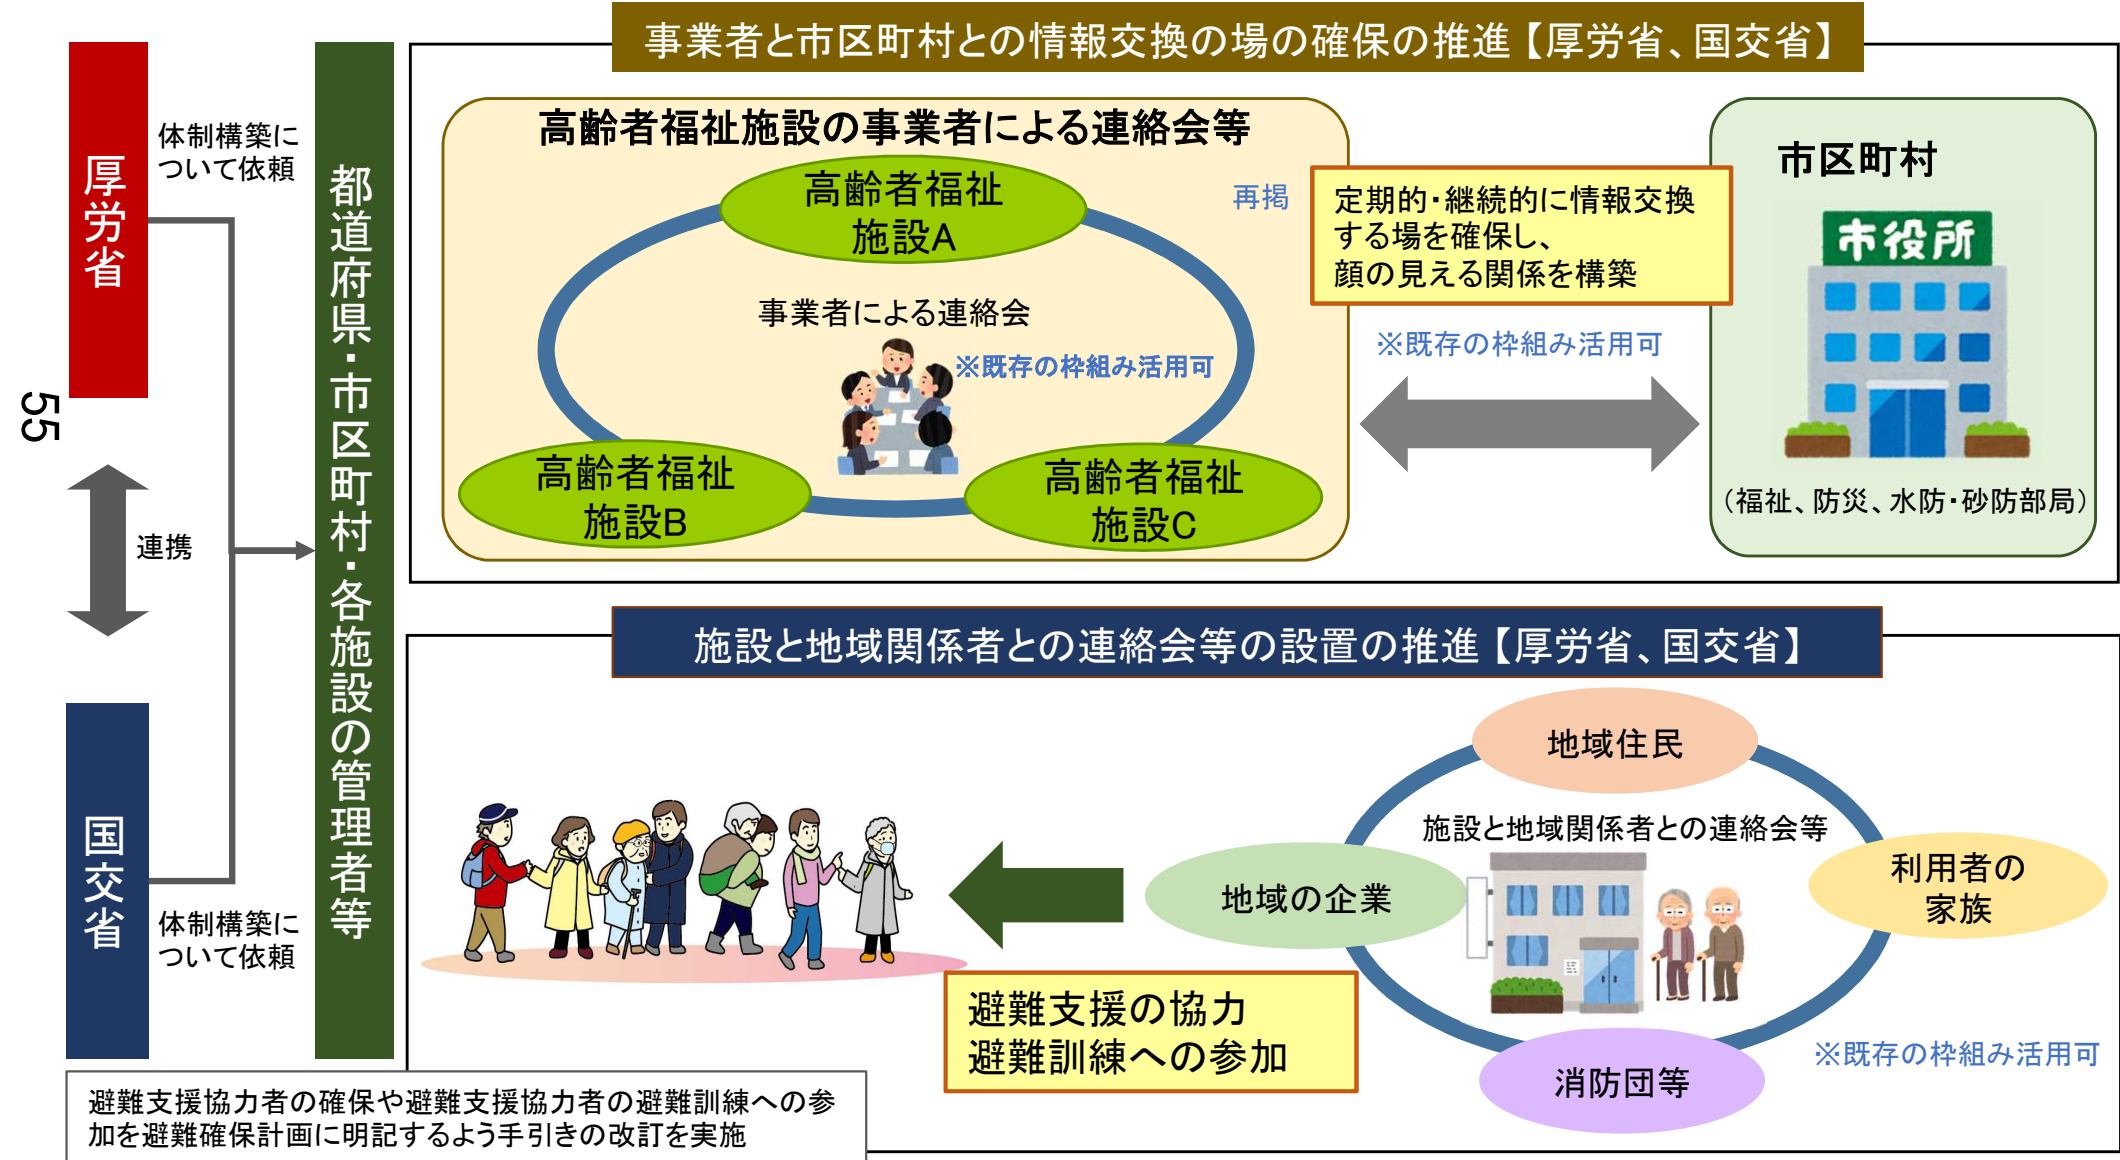 事業者と市区町村との情報交換の場の確保の推進【厚労省、国交省】
厚労省
体制構築に
ついて依頼
連携
国交省
体制構築に
ついて依頼
55
都道府県・市区町村・各施設の管理者等
高齢者福祉施設の事業者による連絡会等
高齢者福祉
施設A
再掲
事業者による連絡会
※既存の枠組み活用可
高齢者福祉
施設B
高齢者福祉
施設C
定期的・継続的に情報交換
する場を確保し、
顔の見える関係を構築
※既存の枠組み活用可
市区町村
市役所
（福祉、防災、水防・砂防部局）
施設と地域関係者との連絡会等の設置の推進【厚労省、国交省】
地域住民
施設と地域関係者との連絡会等
地域の企業
利用者の
家族
消防団等
※既存の枠組み活用可
避難支援の協力
避難訓練への参加
避難支援協力者の確保や避難支援協力者の避難訓練への参
加を避難確保計画に明記するよう手引きの改訂を実施